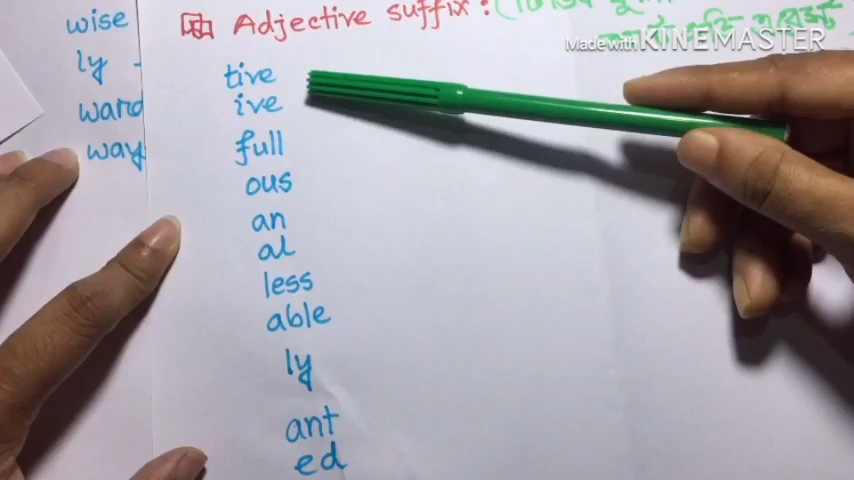 wise
ly -
ward
way
Adjective suffix : (
Made with KINEMASTER
tive
ive
full
ous
an
al
less
able
ly
ant
ed